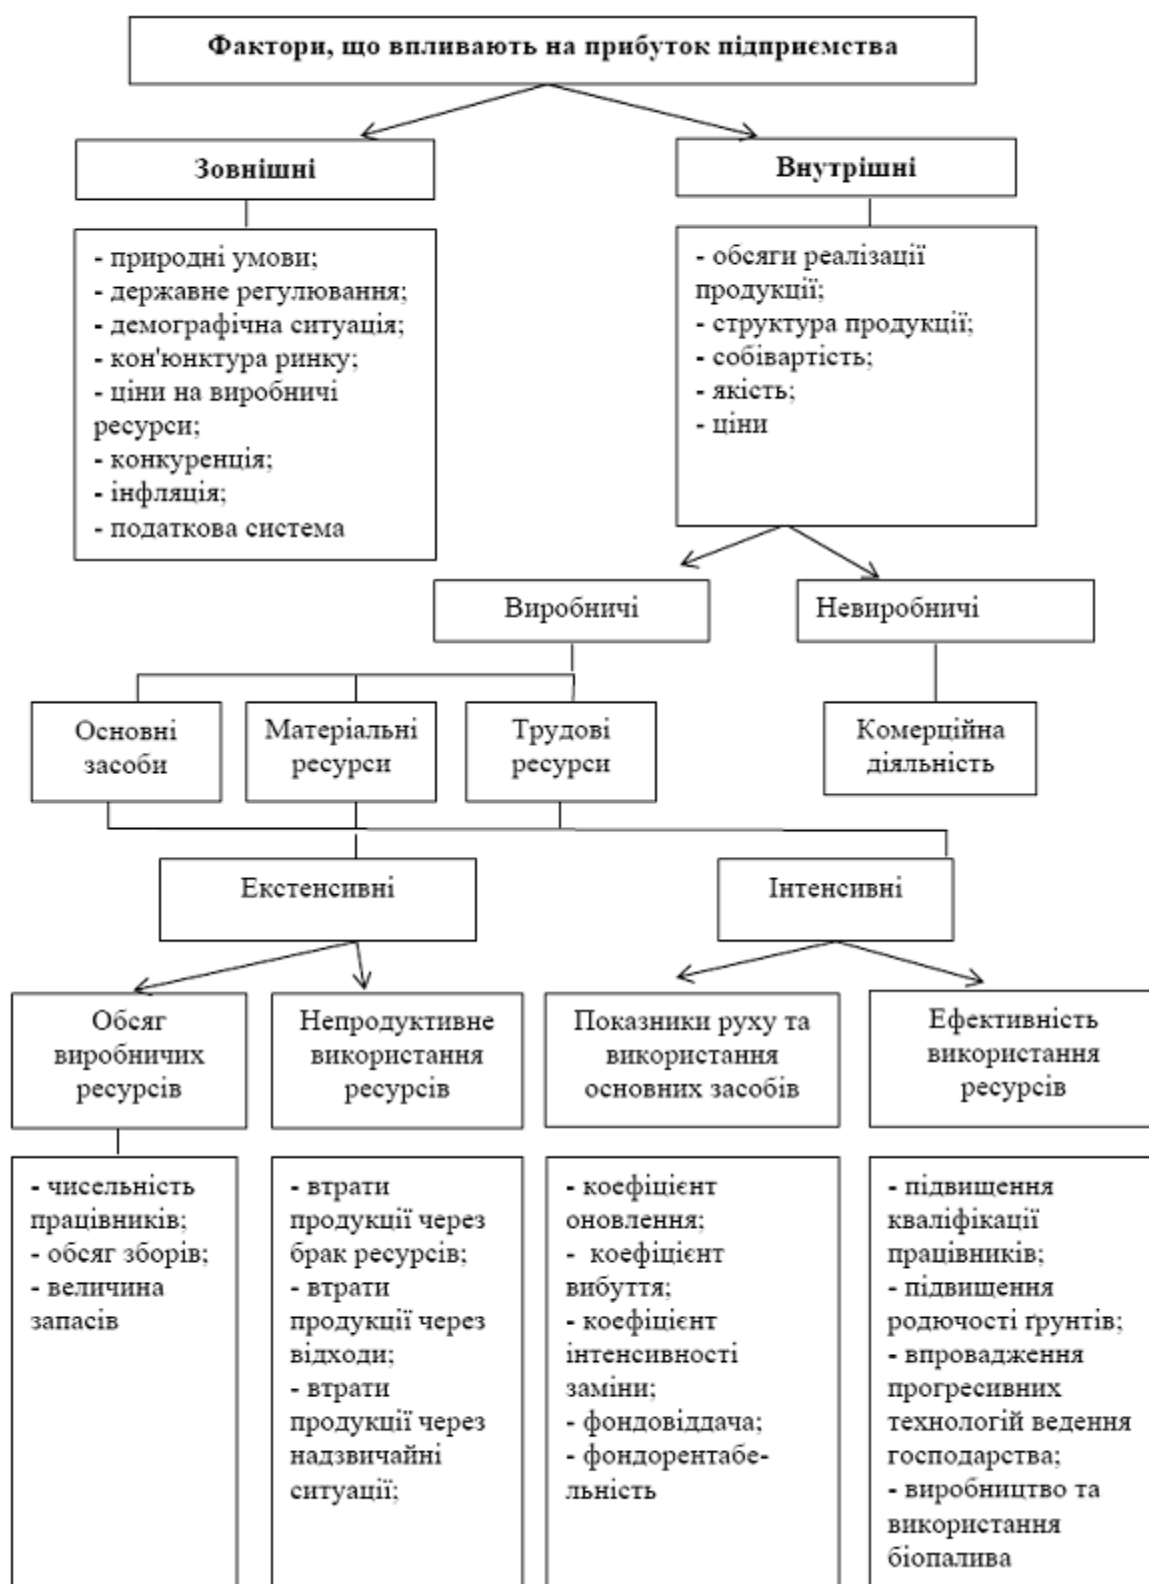 Фактори, що впливають на прибуток підприємства
Зовнішні
Внутрішні
- природні умови;
- державне регулювання;
- демографічна ситуація;
- кон'юнктура ринку;
- ціни на виробничі
ресурси;
- конкуренція;
- інфляція;
- податкова система
- обсяги реалізації
продукції;
- структура продукції;
- собівартість;
- якість;
- ціни
Виробничі
Невиробничі
Основні
засоби
Матеріальні
ресурси
Трудові
ресурси
Комерційна
діяльність
Екстенсивні
Інтенсивні
Обсяг
виробничих
ресурсів
Непродуктивне
використання
ресурсів
Показники руху та
використання
основних засобів
Ефективність
використання
ресурсів
- чисельність
працівників;
- обсяг зборів;
- величина
запасів
- втрати
продукції через
брак ресурсів;
- втрати
продукції через
відходи;
- втрати
продукції через
надзвичайні
ситуації;
- коефіцієнт
оновлення;
- коефіцієнт
вибуття;
- коефіцієнт
інтенсивності
заміни;
- фондовіддача;
- фондорентабе-
льність
- підвищення
кваліфікації
працівників;
- підвищення
родючості ґрунтів;
- впровадження
прогресивних
технологій ведення
господарства;
- виробництво та
використання
біопалива